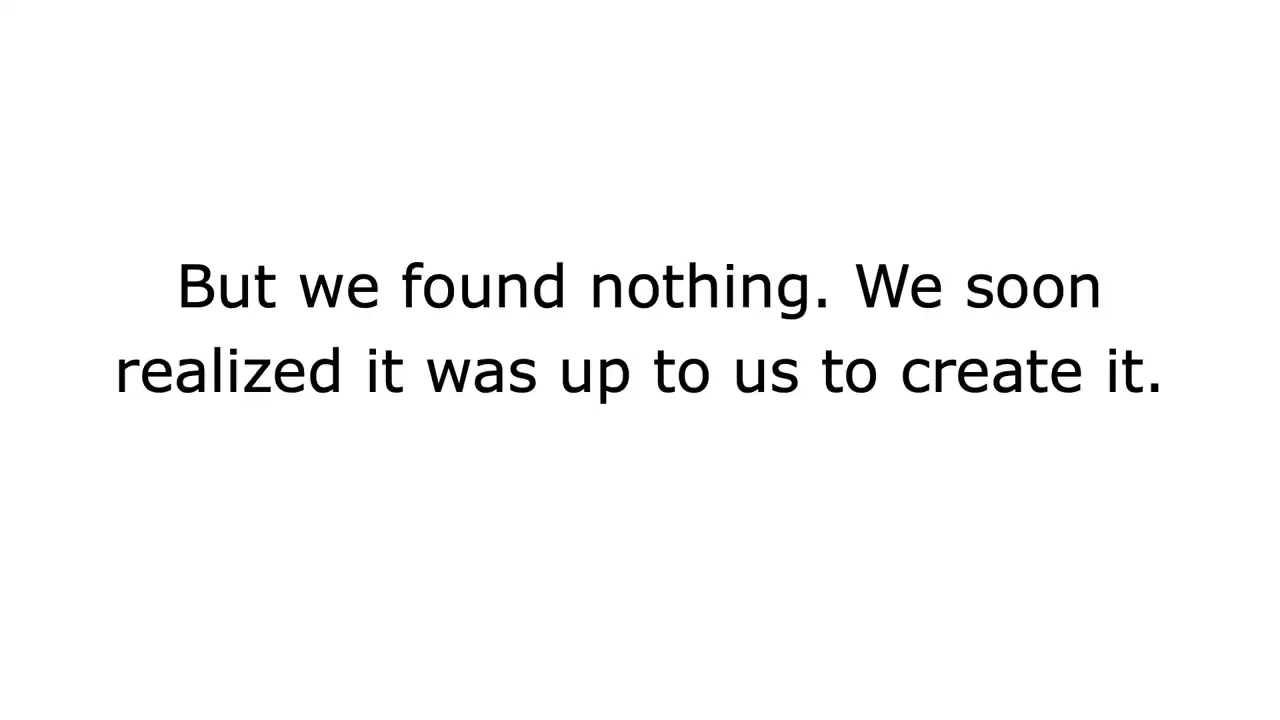 But we found nothing. We soon
realized it was up to us to create it.